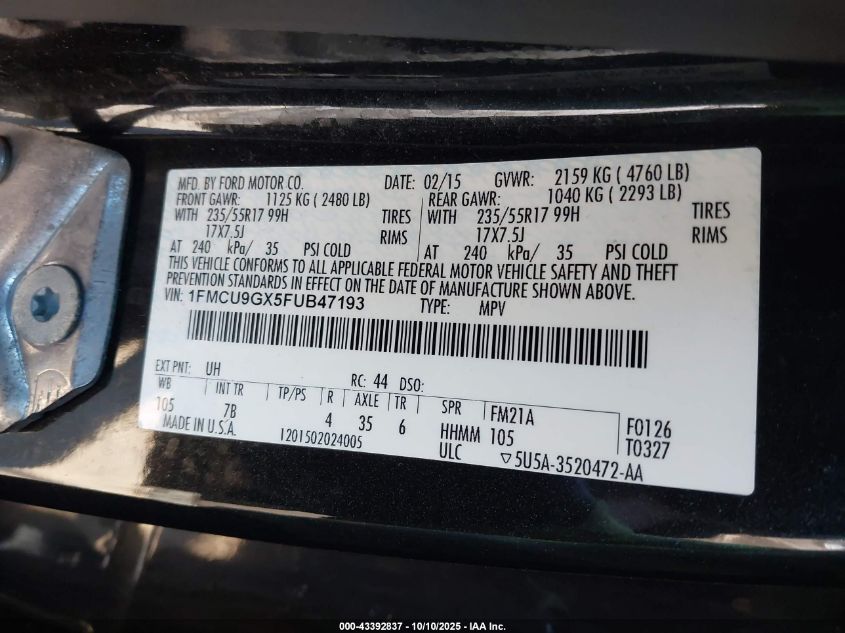 MFD. BY FORD MOTOR CO. DATE: 02/15 GVWR: 2159 KG ( 4760 LB)
FRONT GAWR: 1125 KG ( 2480 LB) REAR GAWR: 1040 KG ( 2293 LB)
WITH 235/55R17 99H TIRES WITH 235/55R17 99H TIRES
17X7.5J RIMS 17X7.5J RIMS
AT 240 kPa/ 35 PSI COLD AT 240 kPa/ 35 PSI COLD
THIS VEHICLE CONFORMS TO ALL APPLICABLE FEDERAL MOTOR VEHICLE SAFETY AND THEFT
PREVENTION STANDARDS IN EFFECT ON THE DATE OF MANUFACTURE SHOWN ABOVE.
VIN: 1FMCU9GX5FUB47193 TYPE: MPV
EXT PNT: UH RC: 44 DSO:
WB INT TR TP/PS R AXLE TR SPR FM21A F0126
105 7B 4 35 6 HHMM 105 T0327
MADE IN U.S.A. 1201502024005 ULC ▽5U5A-3520472-AA
000-43392837 - 10/10/2025 - IAA Inc.